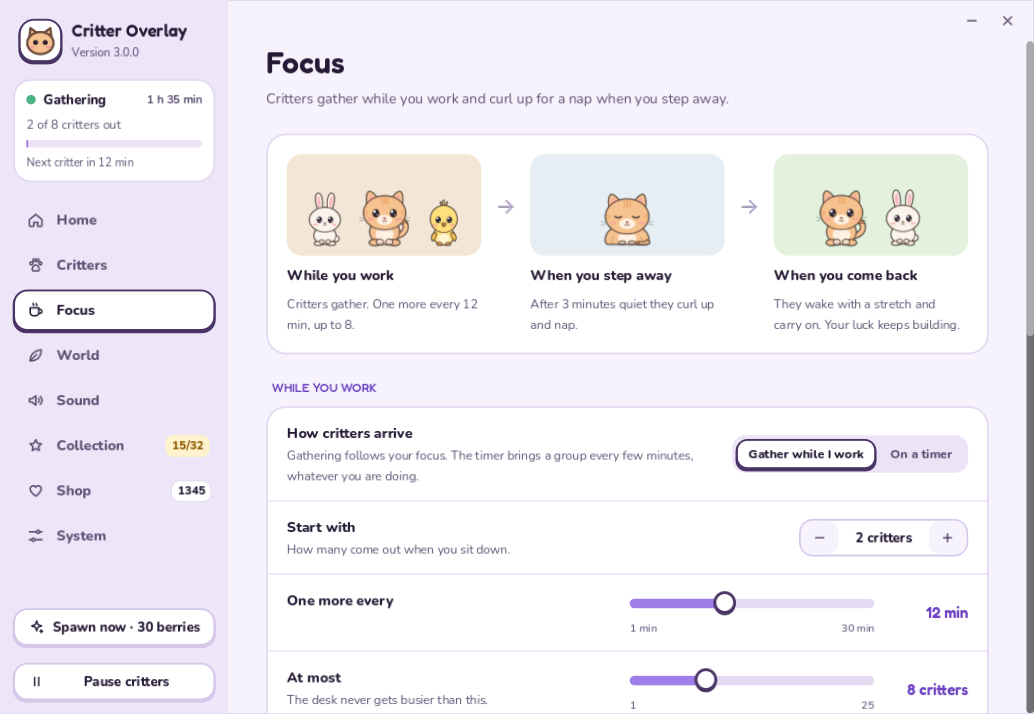 Critter Overlay
Version 3.0.0
Gathering 1 h 35 min
2 of 8 critters out
Next critter in 12 min
Home
Critters
Focus
World
Sound
Collection 15/32
Shop 1345
System
Spawn now · 30 berries
Pause critters
Focus
Critters gather while you work and curl up for a nap when you step away.
While you work
Critters gather. One more every 12
min, up to 8.
When you step away
After 3 minutes quiet they curl up
and nap.
When you come back
They wake with a stretch and
carry on. Your luck keeps building.
WHILE YOU WORK
How critters arrive
Gathering follows your focus. The timer brings a group every few minutes,
whatever you are doing.
Gather while I work On a timer
Start with
How many come out when you sit down.
− 2 critters +
One more every
1 min 30 min
12 min
At most
The desk never gets busier than this.
1 25
8 critters